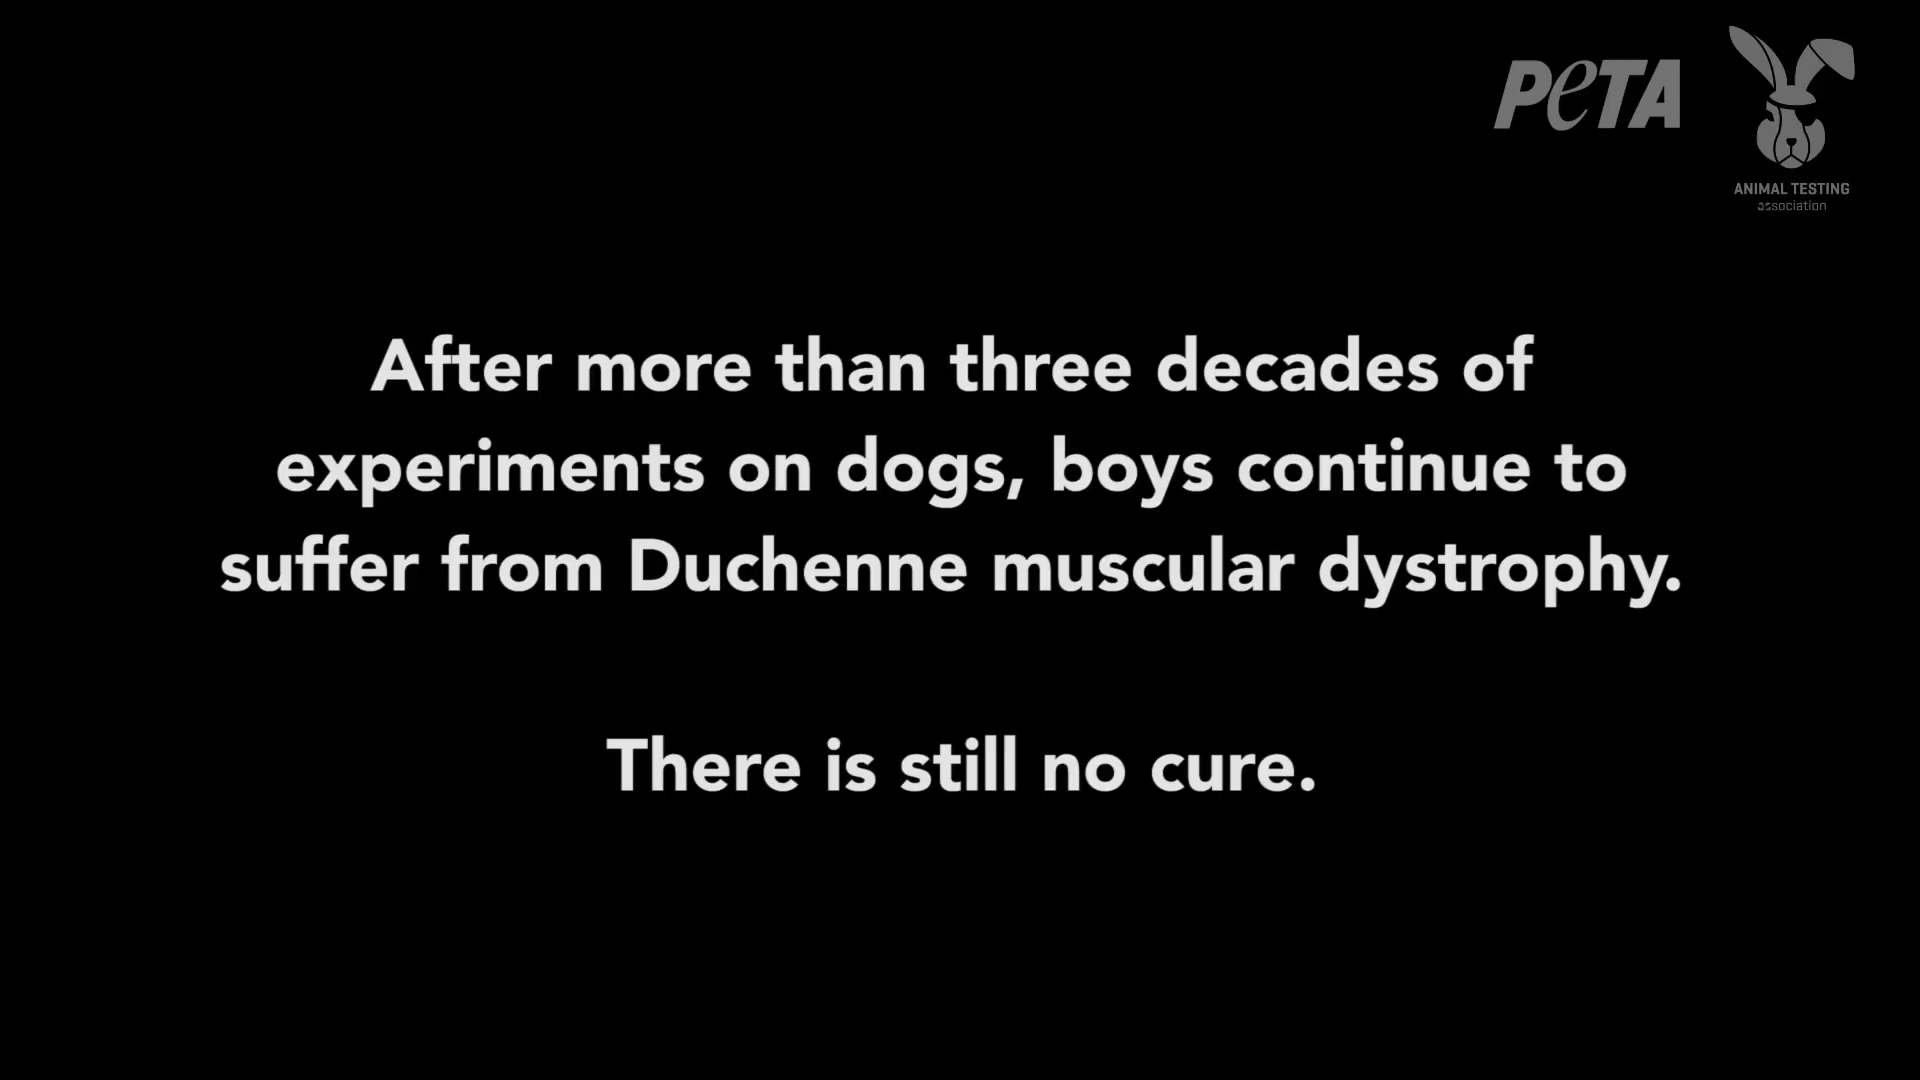 PETA
ANIMAL TESTING
association
After more than three decades of
experiments on dogs, boys continue to
suffer from Duchenne muscular dystrophy.
There is still no cure.